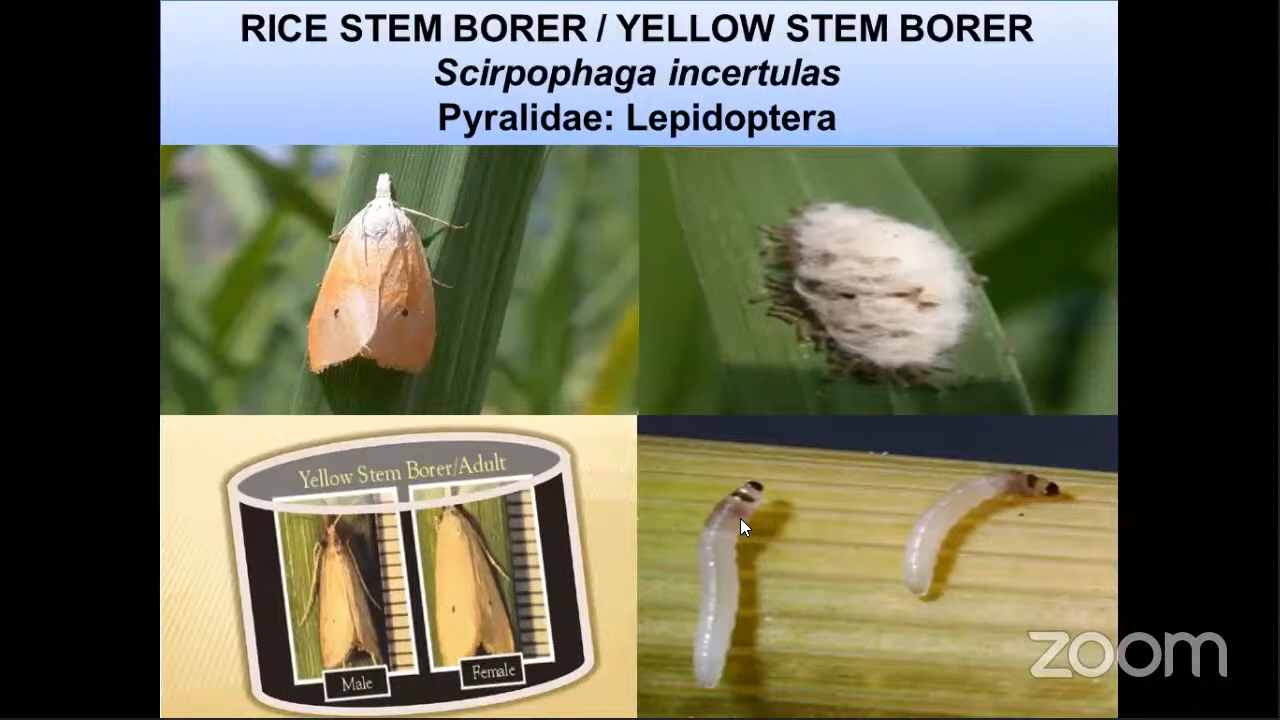 RICE STEM BORER / YELLOW STEM BORER
Scirpophaga incertulas
Pyralidae: Lepidoptera
Yellow Stem Borer/Adult
Male
Female
zoom